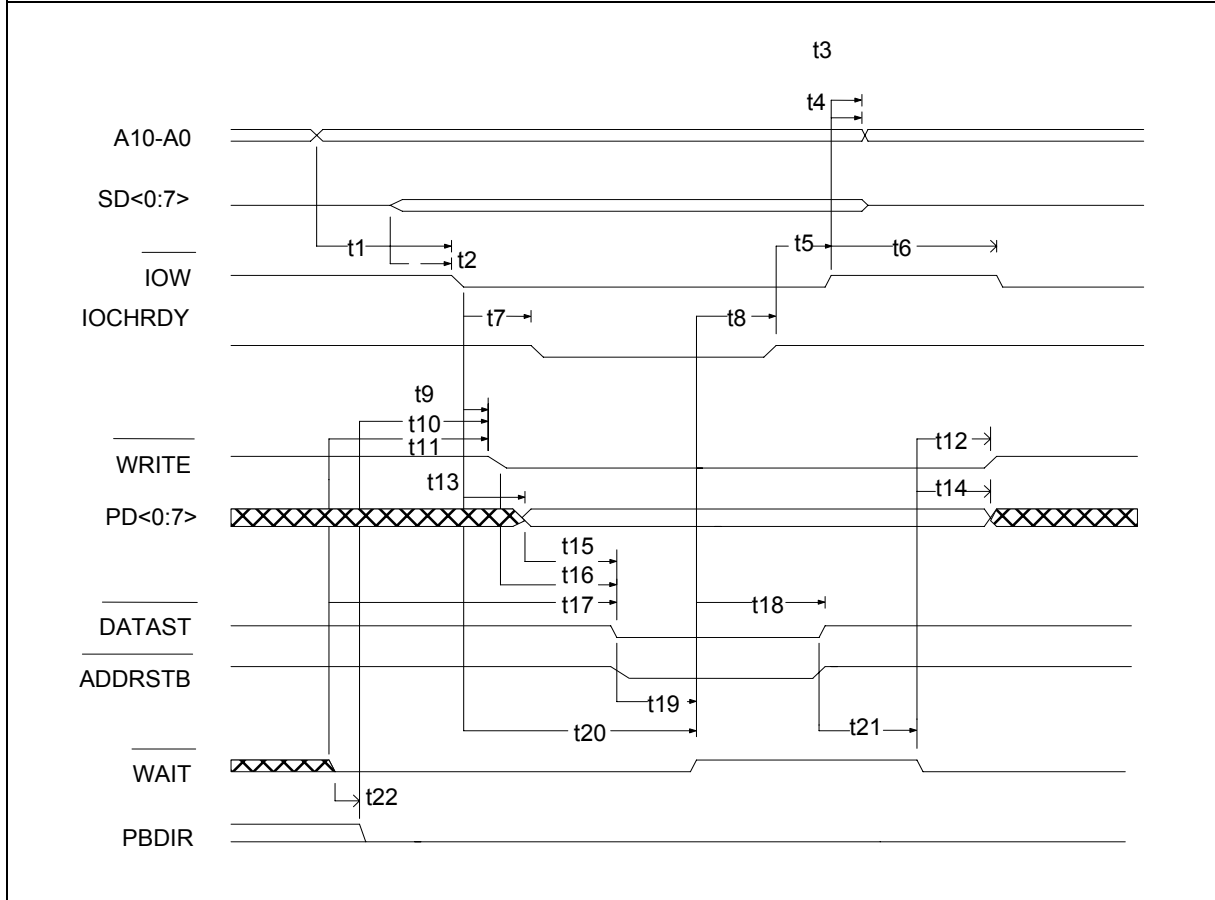 t3
t4
A10-A0
SD<0:7>
t1
t5
t6
t2
IOW
IOCHRDY
t7
t8
t9
t10
t11
t12
WRITE
t13
t14
PD<0:7>
t15
t16
t17
t18
DATAST
ADDRSTB
t19
t20
t21
WAIT
t22
PBDIR